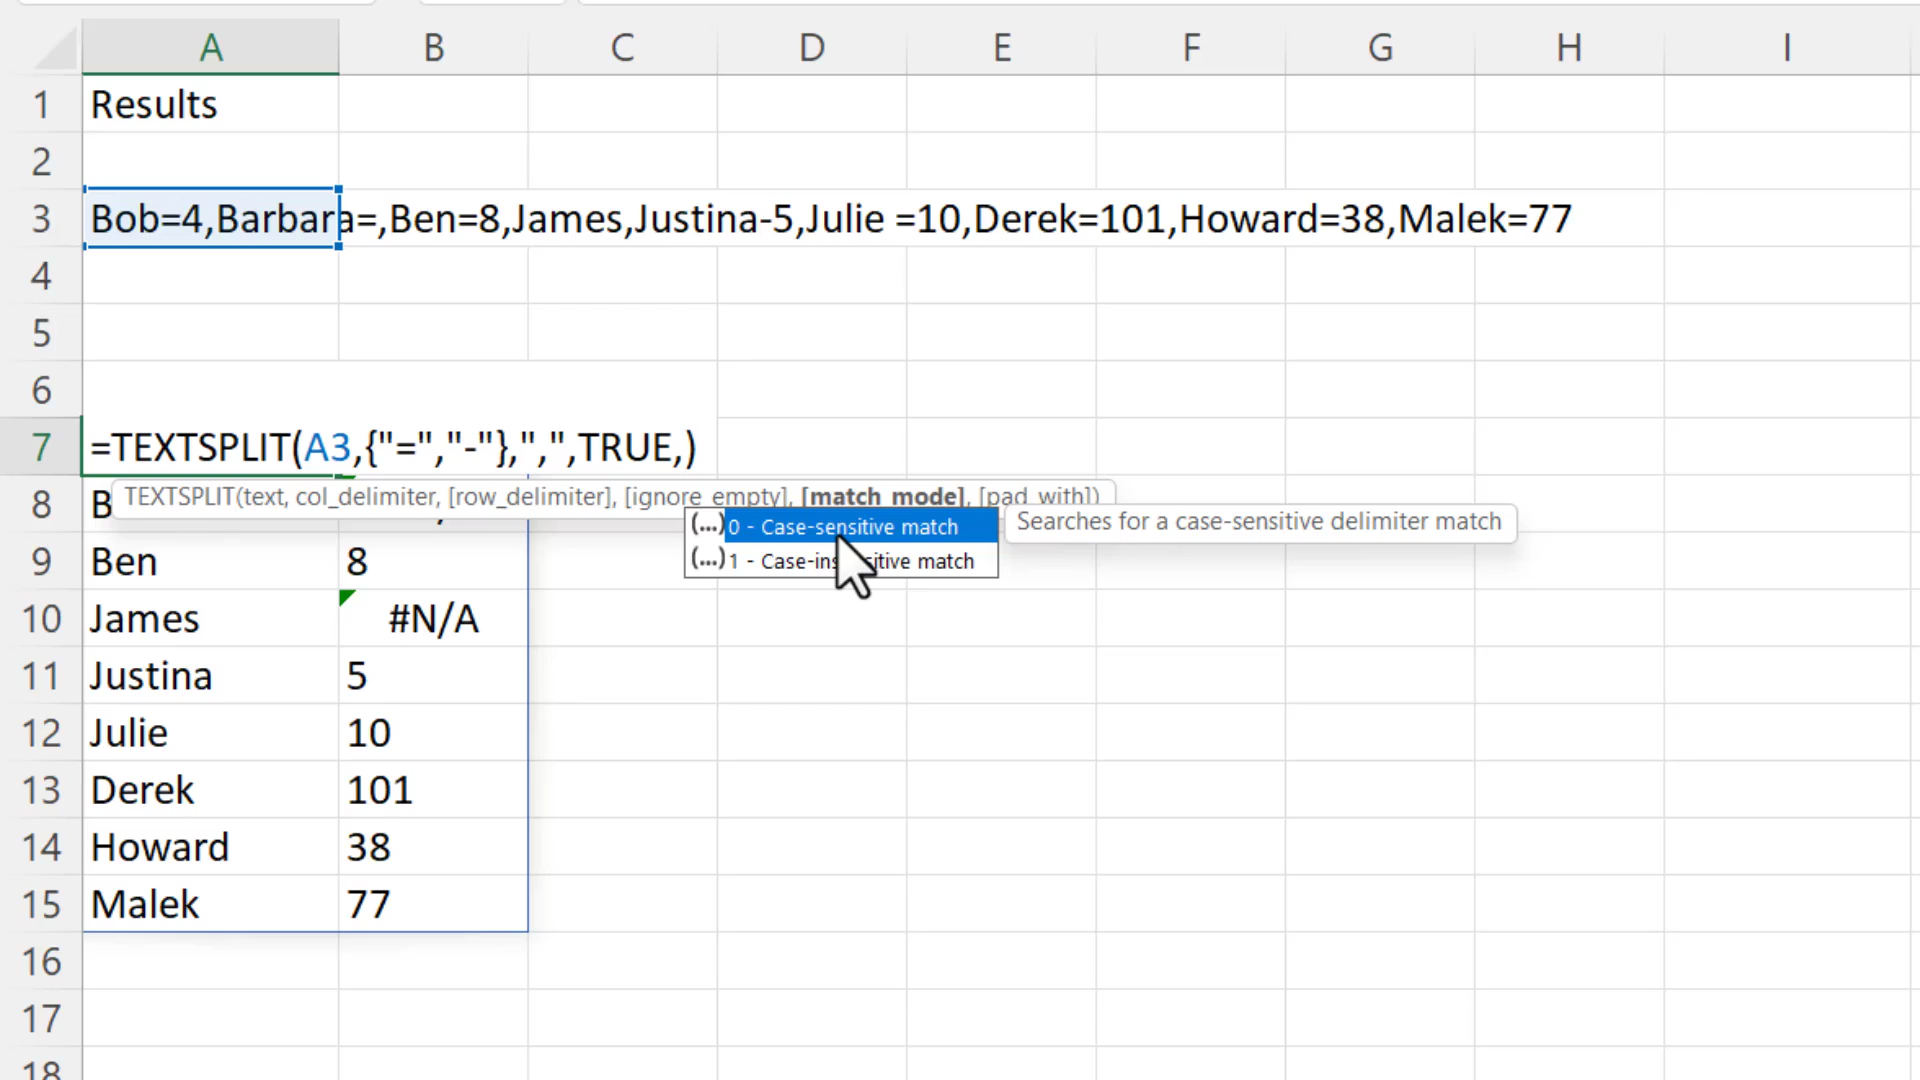 A B C D E F G H I
1 Results
2
3 Bob=4,Barbara=,Ben=8,James,Justina-5,Julie =10,Derek=101,Howard=38,Malek=77
4
5
6
7 =TEXTSPLIT(A3,{"=","-"},",",TRUE,)
TEXTSPLIT(text, col_delimiter, [row_delimiter], [ignore_empty], [match_mode], [pad_with])
8 B
(...) 0 - Case-sensitive match Searches for a case-sensitive delimiter match
9 Ben 8
(...) 1 - Case-insensitive match
10 James #N/A
11 Justina 5
12 Julie 10
13 Derek 101
14 Howard 38
15 Malek 77
16
17
18